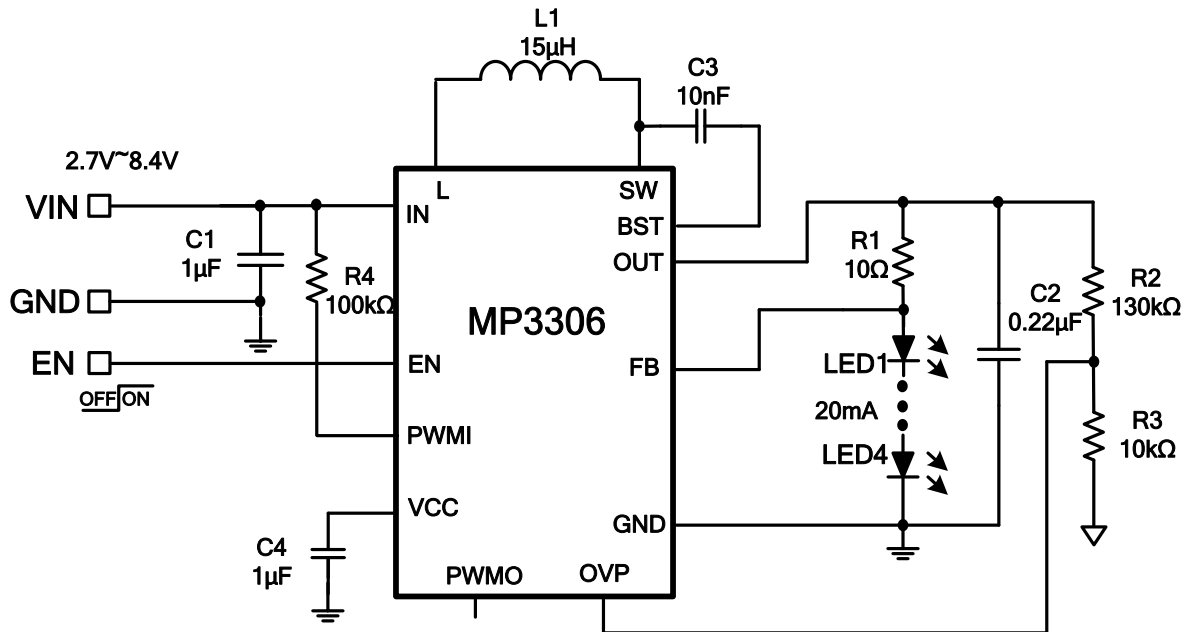 L1
15µH
C3
10nF
2.7V~8.4V
VIN
L
SW
IN
BST
C1
1µF
R4
100kΩ
OUT
R1
10Ω
R2
130kΩ
C2
0.22µF
GND
MP3306
EN
EN
FB
LED1
OFF ON
20mA
PWMI
R3
10kΩ
LED4
VCC
GND
C4
1µF
PWMO
OVP